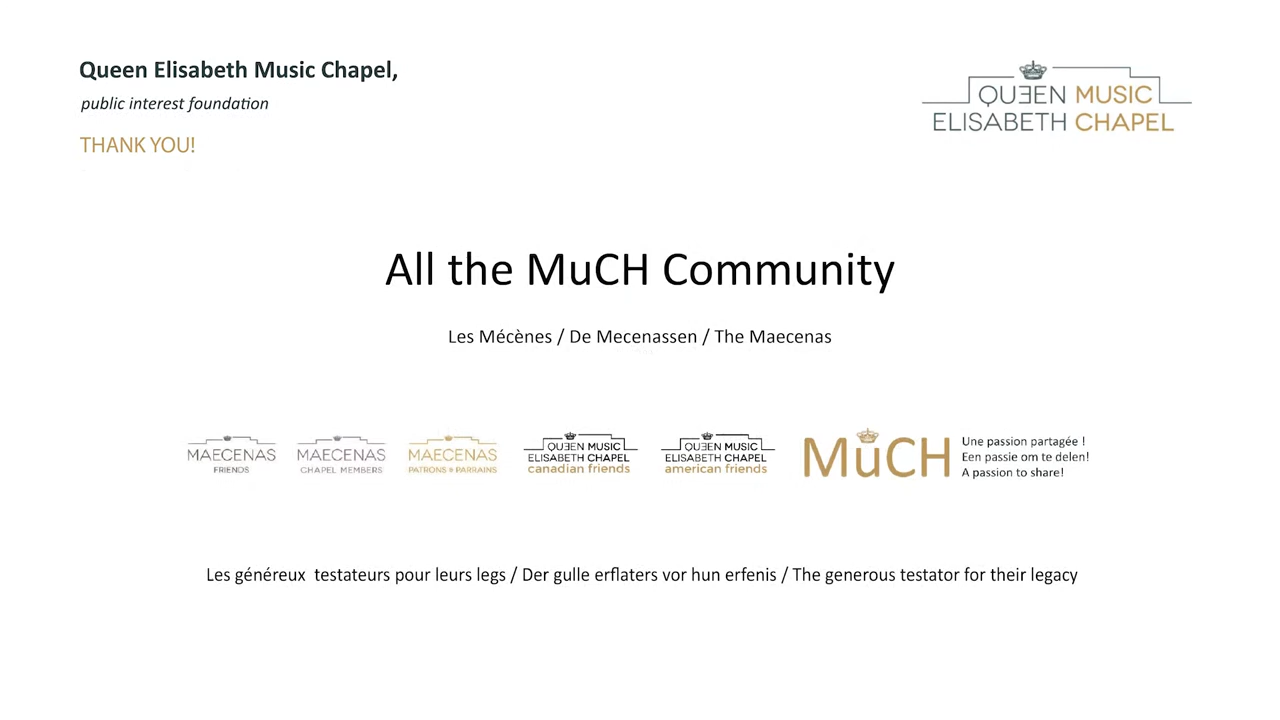 Queen Elisabeth Music Chapel,
public interest foundation
THANK YOU!
QUEEN MUSIC
ELISABETH CHAPEL
All the MuCH Community
Les Mécènes / De Mecenassen / The Maecenas
MAECENAS
FRIENDS
MAECENAS
CHAPEL MEMBERS
MAECENAS
PATRONS & PARRAINS
QUEEN MUSIC
ELISABETH CHAPEL
canadian friends
QUEEN MUSIC
ELISABETH CHAPEL
american friends
MuCH
Une passion partagée !
Een passie om te delen!
A passion to share!
Les généreux testateurs pour leurs legs / Der gulle erflaters vor hun erfenis / The generous testator for their legacy